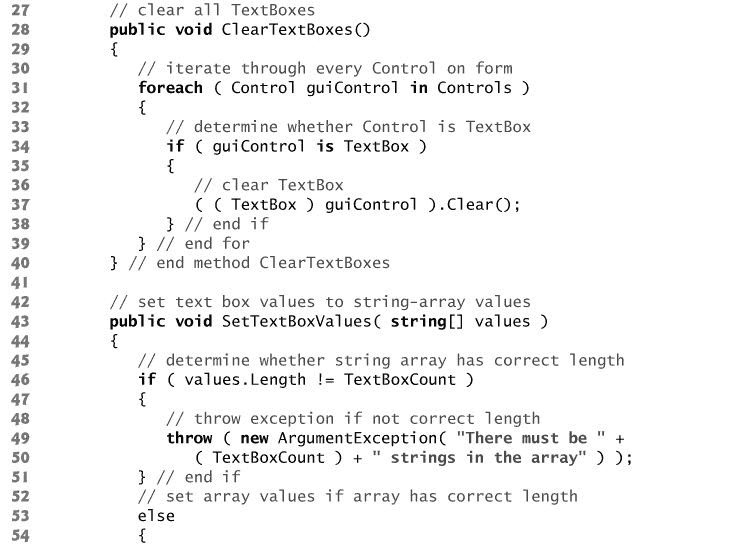 27 // clear all TextBoxes
28 public void ClearTextBoxes()
29 {
30 // iterate through every Control on form
31 foreach ( Control guiControl in Controls )
32 {
33 // determine whether Control is TextBox
34 if ( guiControl is TextBox )
35 {
36 // clear TextBox
37 ( ( TextBox ) guiControl ).Clear();
38 } // end if
39 } // end for
40 } // end method ClearTextBoxes
41
42 // set text box values to string-array values
43 public void SetTextBoxValues( string[] values )
44 {
45 // determine whether string array has correct length
46 if ( values.Length != TextBoxCount )
47 {
48 // throw exception if not correct length
49 throw ( new ArgumentException( "There must be " +
50 ( TextBoxCount ) + " strings in the array" ) );
51 } // end if
52 // set array values if array has correct length
53 else
54 {